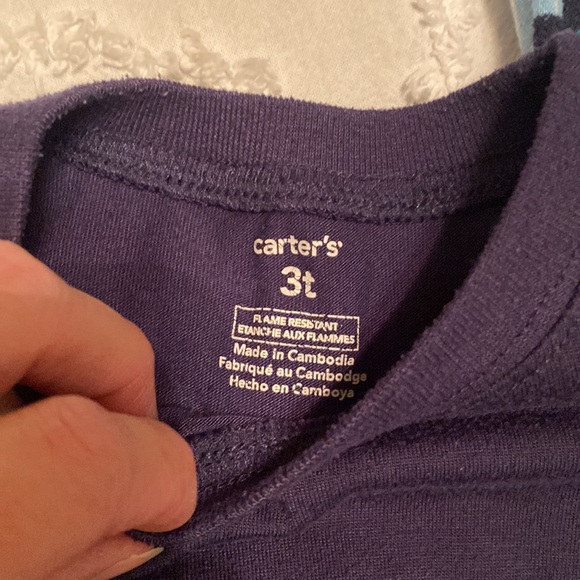 carter's
3t
FLAME RESISTANT
ETANCHE AUX FLAMMES
Made in Cambodia
Fabriqué au Cambodge
Hecho en Camboya